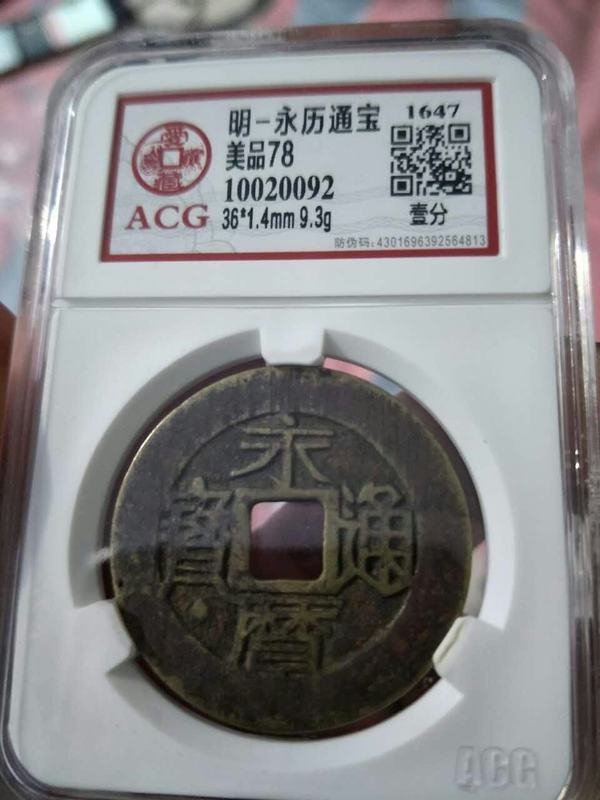 明-永历通宝
1647
美品78
10020092
ACG
36*1.4mm 9.3g
壹分
防伪码:4301696392564813
永
寶 通
曆
ACG